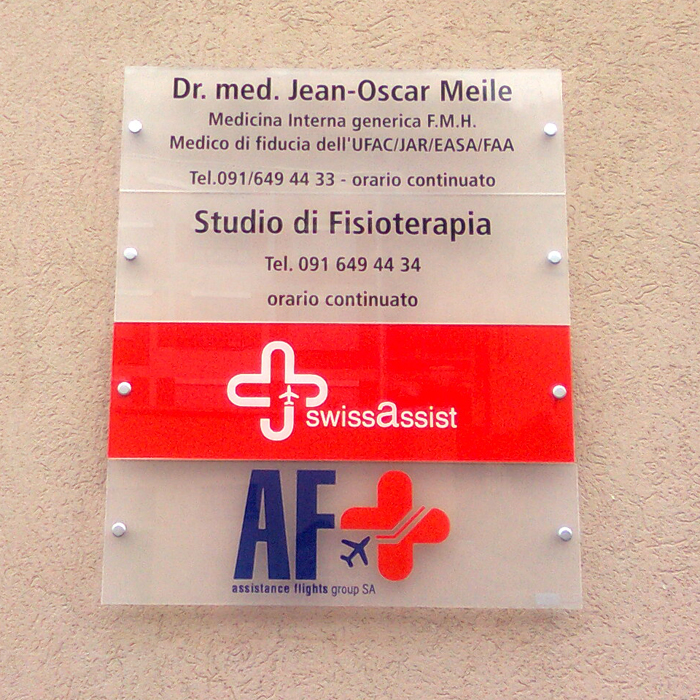 Dr. med. Jean-Oscar Meile
Medicina Interna generica F.M.H.
Medico di fiducia dell'UFAC/JAR/EASA/FAA
Tel.091/649 44 33 - orario continuato
Studio di Fisioterapia
Tel. 091 649 44 34
orario continuato
swissAssist
AF
assistance flights group SA